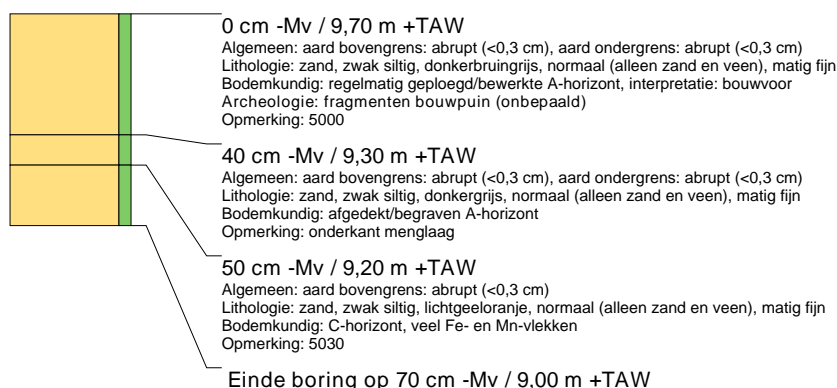 0 cm -Mv / 9,70 m +TAW
Algemeen: aard bovengrens: abrupt (<0,3 cm), aard ondergrens: abrupt (<0,3 cm)
Lithologie: zand, zwak siltig, donkerbruingrijs, normaal (alleen zand en veen), matig fijn
Bodemkundig: regelmatig geploegd/bewerkte A-horizont, interpretatie: bouwvoor
Archeologie: fragmenten bouwpuin (onbepaald)
Opmerking: 5000
40 cm -Mv / 9,30 m +TAW
Algemeen: aard bovengrens: abrupt (<0,3 cm), aard ondergrens: abrupt (<0,3 cm)
Lithologie: zand, zwak siltig, donkergrijs, normaal (alleen zand en veen), matig fijn
Bodemkundig: afgedekt/begraven A-horizont
Opmerking: onderkant menglaag
50 cm -Mv / 9,20 m +TAW
Algemeen: aard bovengrens: abrupt (<0,3 cm)
Lithologie: zand, zwak siltig, lichtgeeloranje, normaal (alleen zand en veen), matig fijn
Bodemkundig: C-horizont, veel Fe- en Mn-vlekken
Opmerking: 5030
Einde boring op 70 cm -Mv / 9,00 m +TAW